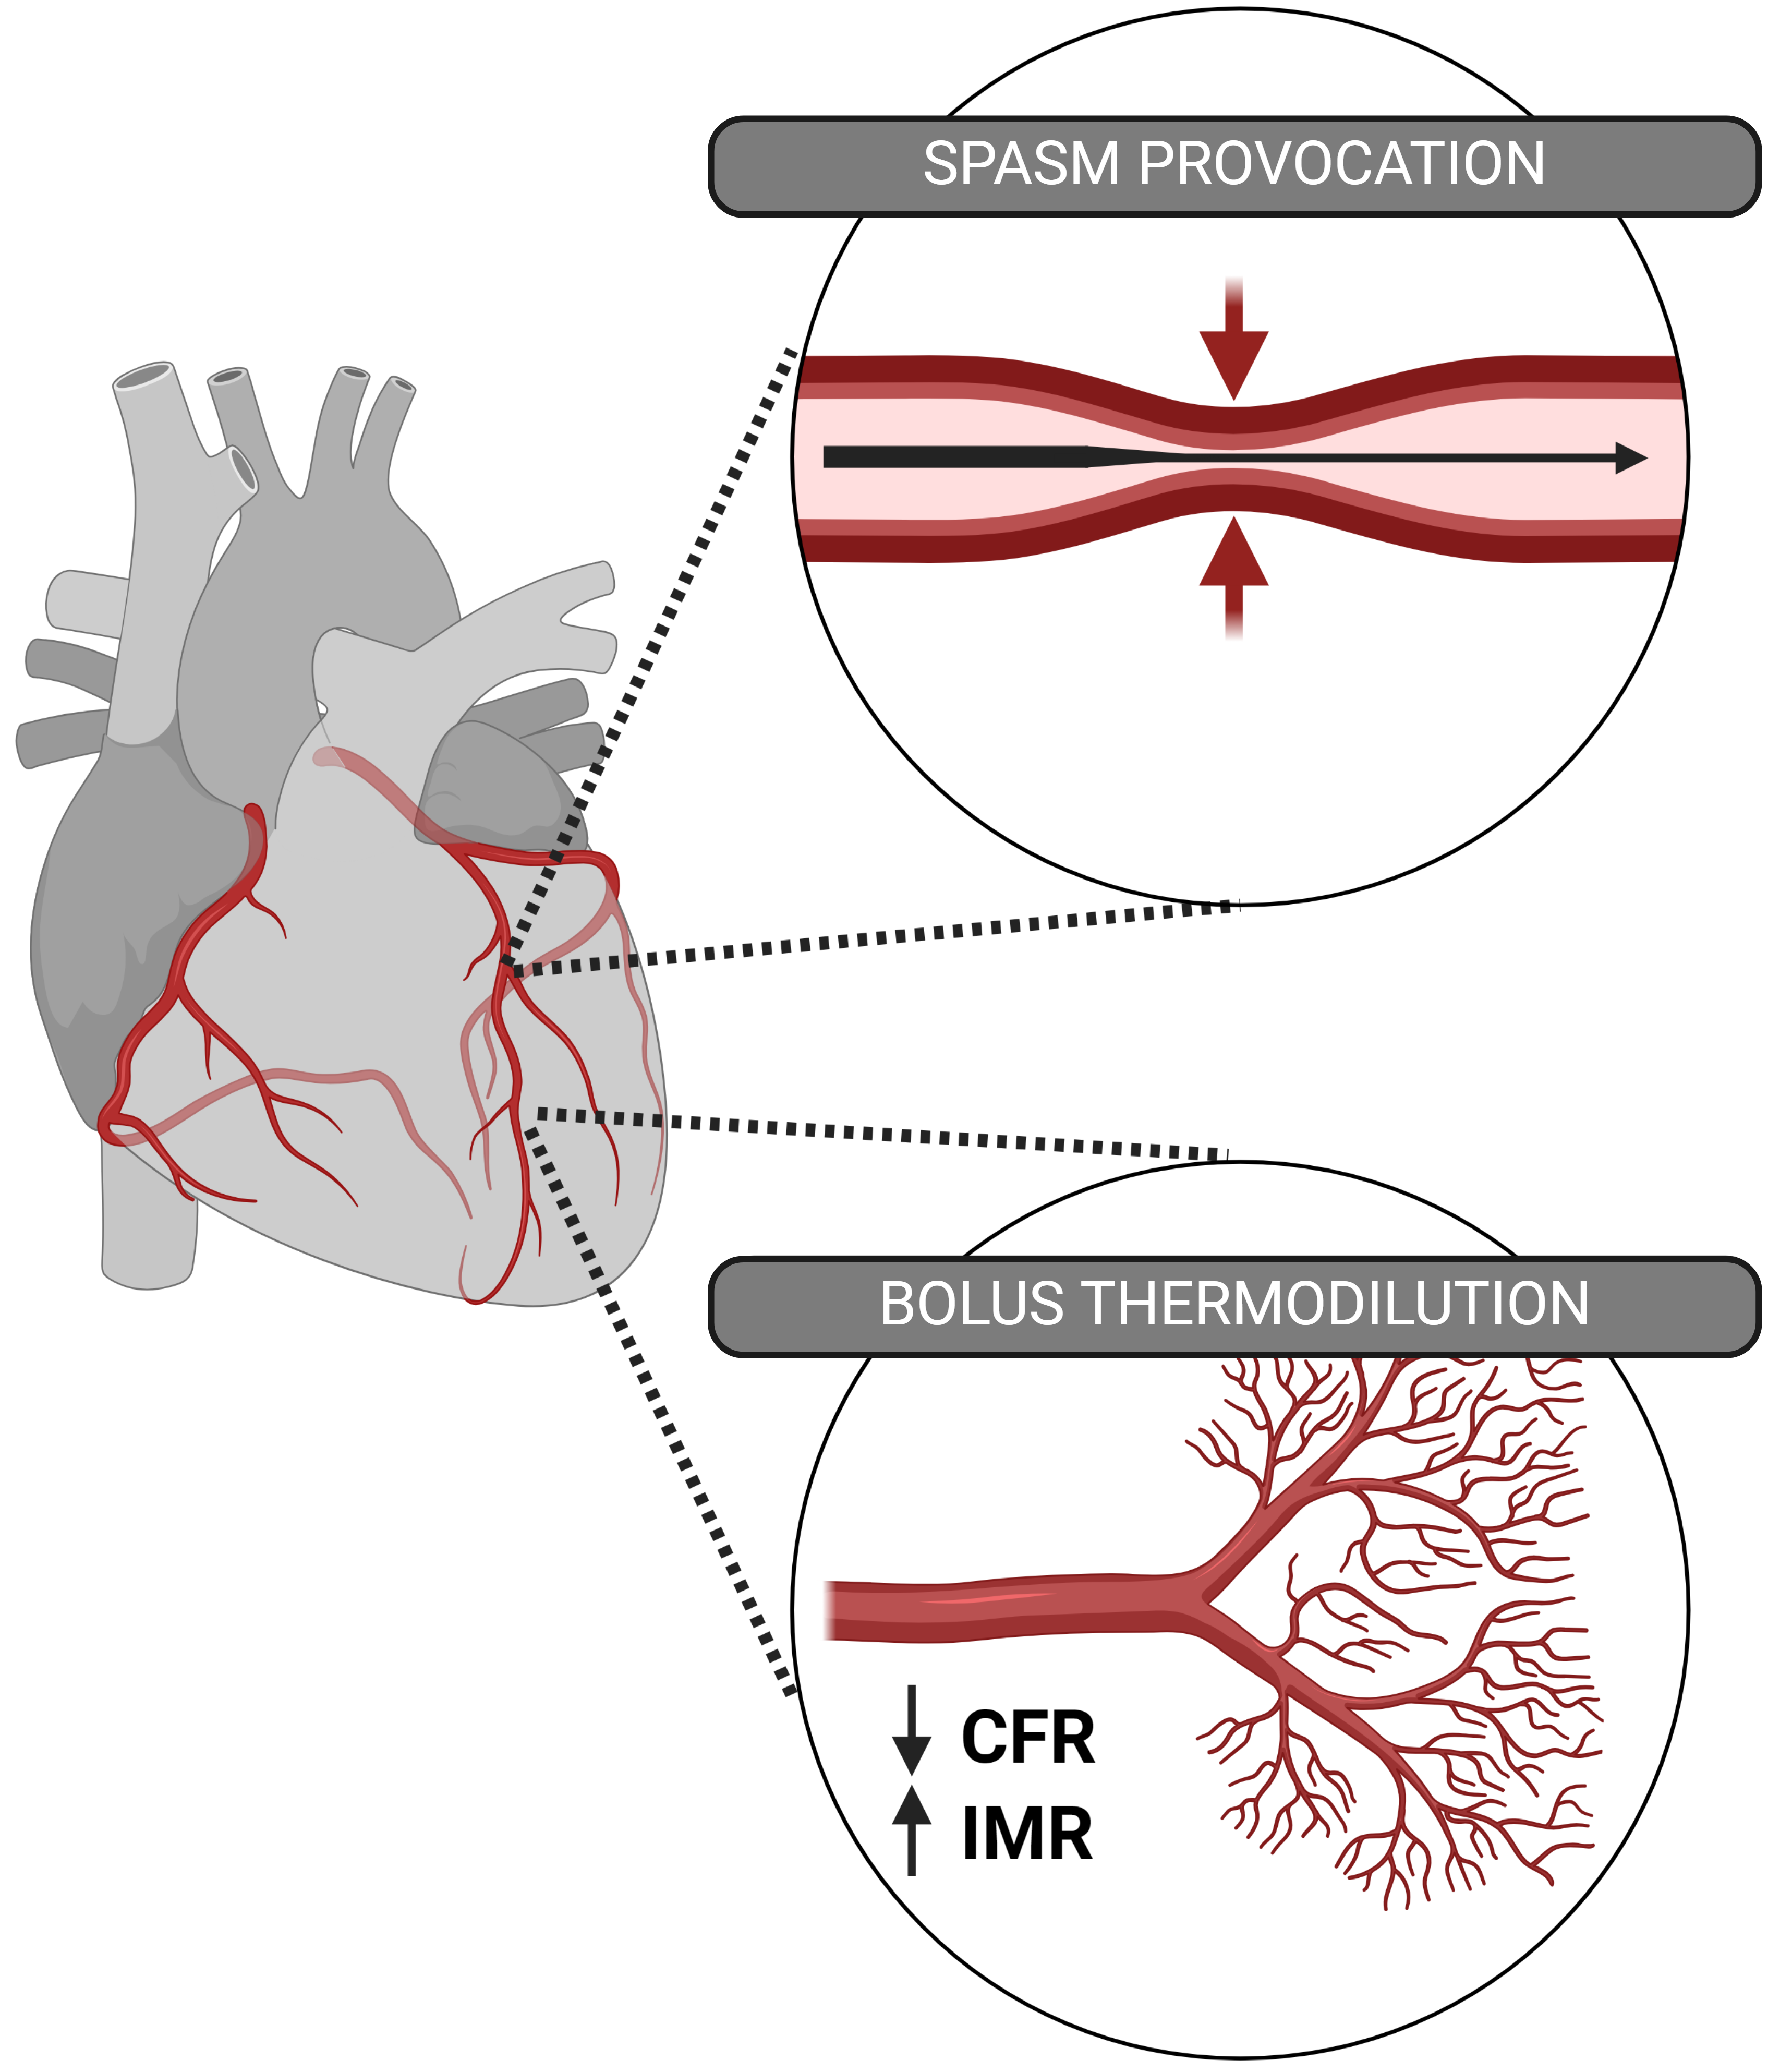 SPASM PROVOCATION
BOLUS THERMODILUTION
CFR
IMR